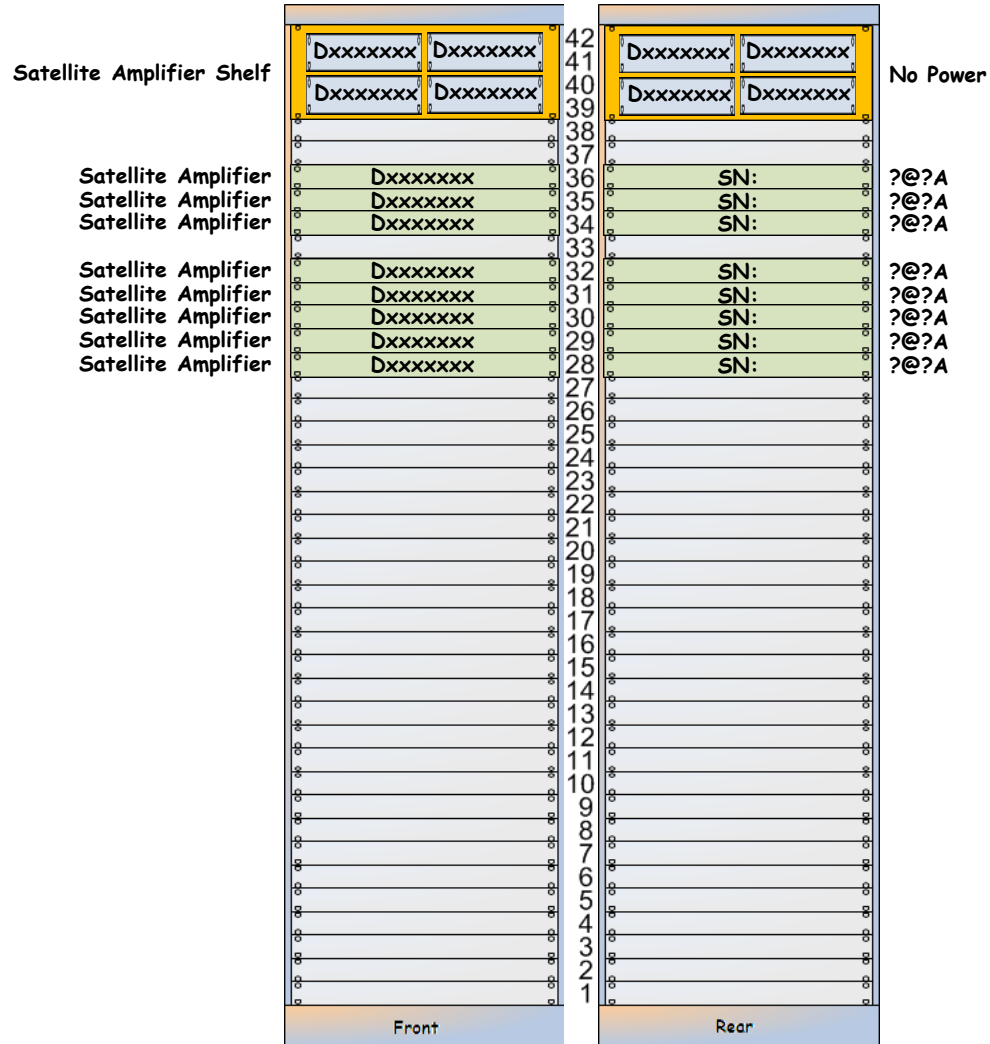 42
Dxxxxxxx Dxxxxxxx Dxxxxxxx Dxxxxxxx
41
Satellite Amplifier Shelf No Power
40
Dxxxxxxx Dxxxxxxx Dxxxxxxx Dxxxxxxx
39
38
37
Satellite Amplifier Dxxxxxxx 36 SN: ?@?A
Satellite Amplifier Dxxxxxxx 35 SN: ?@?A
Satellite Amplifier Dxxxxxxx 34 SN: ?@?A
33
Satellite Amplifier Dxxxxxxx 32 SN: ?@?A
Satellite Amplifier Dxxxxxxx 31 SN: ?@?A
Satellite Amplifier Dxxxxxxx 30 SN: ?@?A
Satellite Amplifier Dxxxxxxx 29 SN: ?@?A
Satellite Amplifier Dxxxxxxx 28 SN: ?@?A
27
26
25
24
23
22
21
20
19
18
17
16
15
14
13
12
11
10
9
8
7
6
5
4
3
2
1
Front Rear